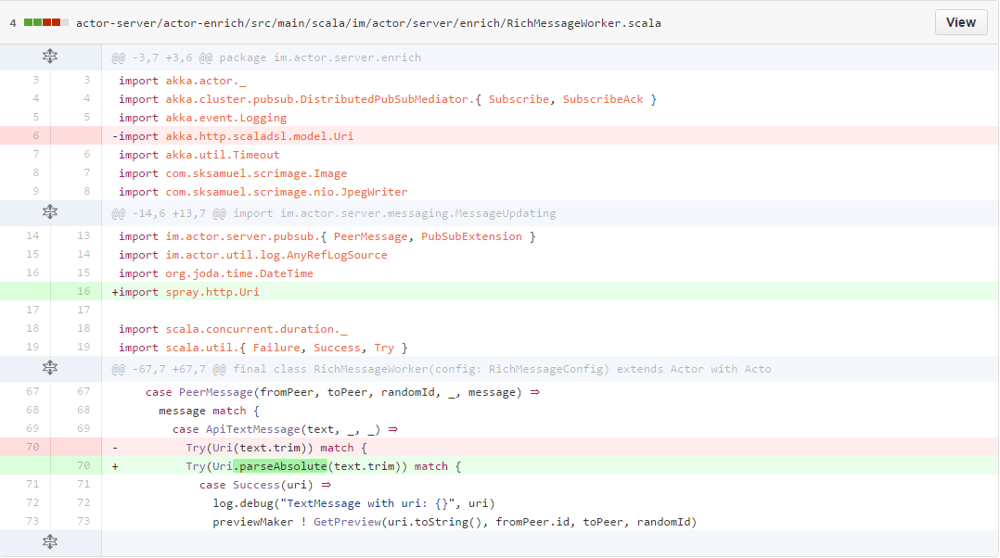 4 actor-server/actor-enrich/src/main/scala/im/actor/server/enrich/RichMessageWorker.scala View
@@ -3,7 +3,6 @@ package im.actor.server.enrich
3 3 import akka.actor._
4 4 import akka.cluster.pubsub.DistributedPubSubMediator.{ Subscribe, SubscribeAck }
5 5 import akka.event.Logging
6 -import akka.http.scaladsl.model.Uri
7 6 import akka.util.Timeout
8 7 import com.sksamuel.scrimage.Image
9 8 import com.sksamuel.scrimage.nio.JpegWriter
@@ -14,6 +13,7 @@ import im.actor.server.messaging.MessageUpdating
14 13 import im.actor.server.pubsub.{ PeerMessage, PubSubExtension }
15 14 import im.actor.util.log.AnyRefLogSource
16 15 import org.joda.time.DateTime
16 +import spray.http.Uri
17 17
18 18 import scala.concurrent.duration._
19 19 import scala.util.{ Failure, Success, Try }
@@ -67,7 +67,7 @@ final class RichMessageWorker(config: RichMessageConfig) extends Actor with Acto
67 67 case PeerMessage(fromPeer, toPeer, randomId, _, message) ⇒
68 68 message match {
69 69 case ApiTextMessage(text, _, _) ⇒
70 - Try(Uri(text.trim)) match {
70 + Try(Uri.parseAbsolute(text.trim)) match {
71 71 case Success(uri) ⇒
72 72 log.debug("TextMessage with uri: {}", uri)
73 73 previewMaker ! GetPreview(uri.toString(), fromPeer.id, toPeer, randomId)